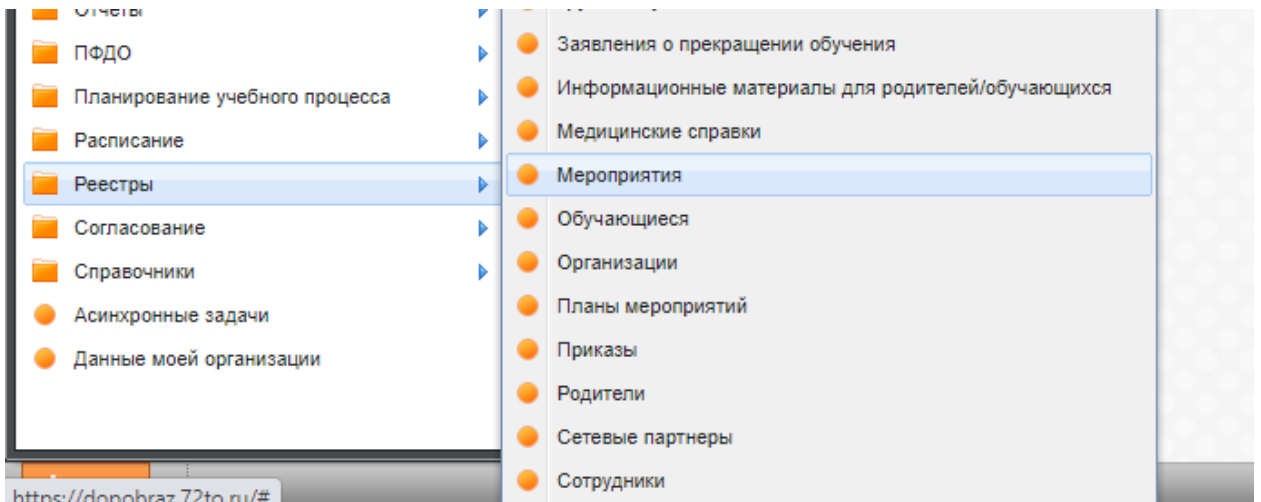 Отчеты
ПФДО
Планирование учебного процесса
Расписание
Реестры
Согласование
Справочники
Асинхронные задачи
Данные моей организации
Заявления о прекращении обучения
Информационные материалы для родителей/обучающихся
Медицинские справки
Мероприятия
Обучающиеся
Организации
Планы мероприятий
Приказы
Родители
Сетевые партнеры
Сотрудники
https://dopobraz.72to.ru/#